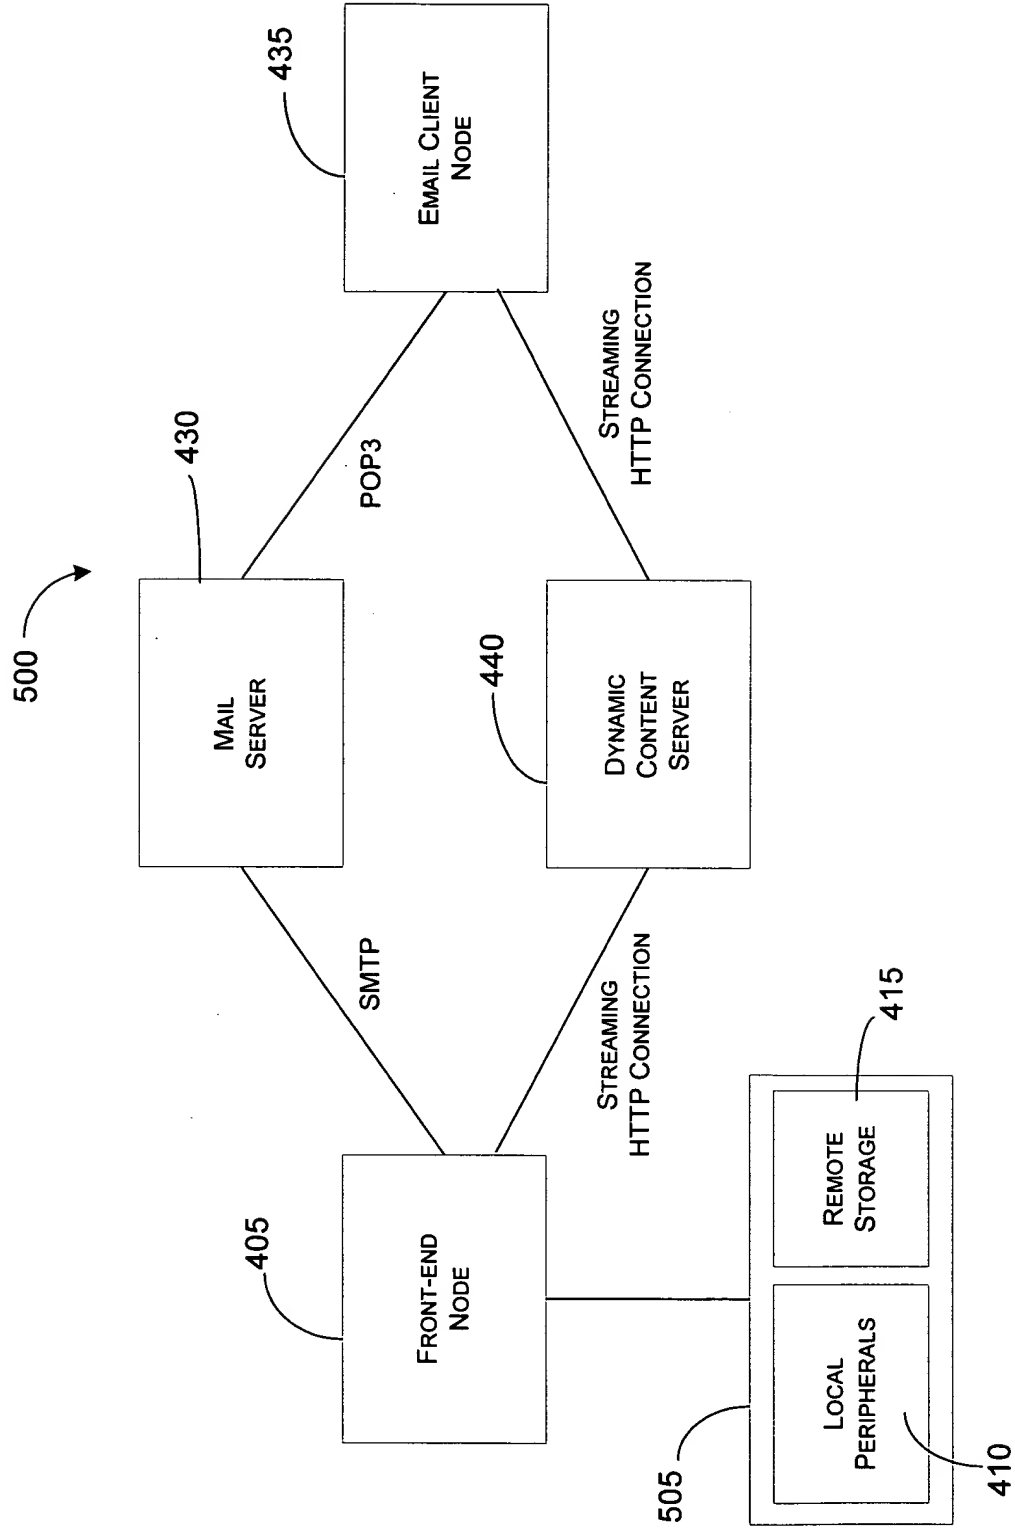 500
430
MAIL
SERVER
SMTP
POP3
405
FRONT-END
NODE
435
EMAIL CLIENT
NODE
440
DYNAMIC
CONTENT
SERVER
STREAMING
HTTP CONNECTION
STREAMING
HTTP CONNECTION
505
LOCAL
PERIPHERALS
REMOTE
STORAGE
415
410